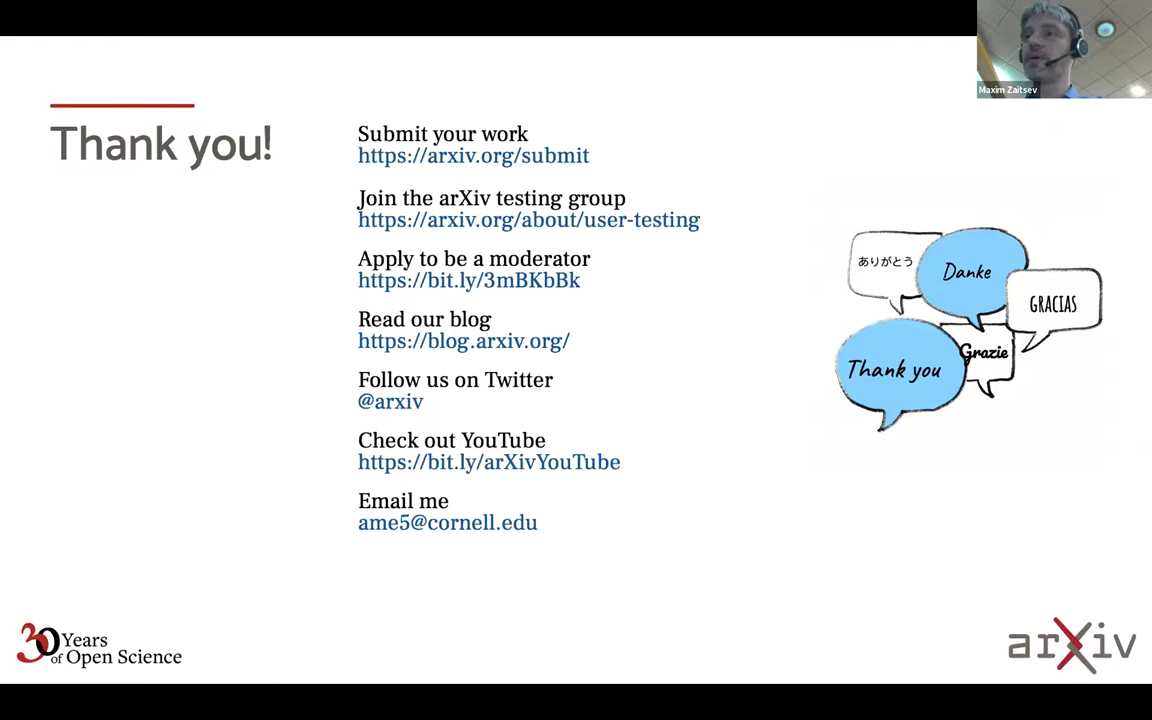 Maxim Zaitsev
Thank you!
Submit your work
https://arxiv.org/submit
Join the arXiv testing group
https://arxiv.org/about/user-testing
Apply to be a moderator
https://bit.ly/3mBKbBk
Read our blog
https://blog.arxiv.org/
Follow us on Twitter
@arxiv
Check out YouTube
https://bit.ly/arXivYouTube
Email me
ame5@cornell.edu
ありがとう
Danke
GRACIAS
Grazie
Thank you
30 Years
of Open Science
arXiv